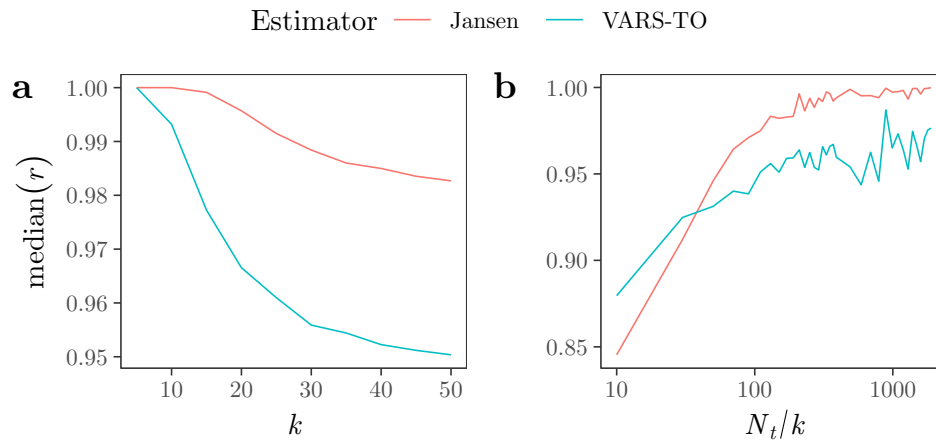 Estimator Jansen VARS-TO
a
median(r)
1.00
0.99
0.98
0.97
0.96
0.95
10 20 30 40 50
k
b
1.00
0.95
0.90
0.85
10 100 1000
N_t/k